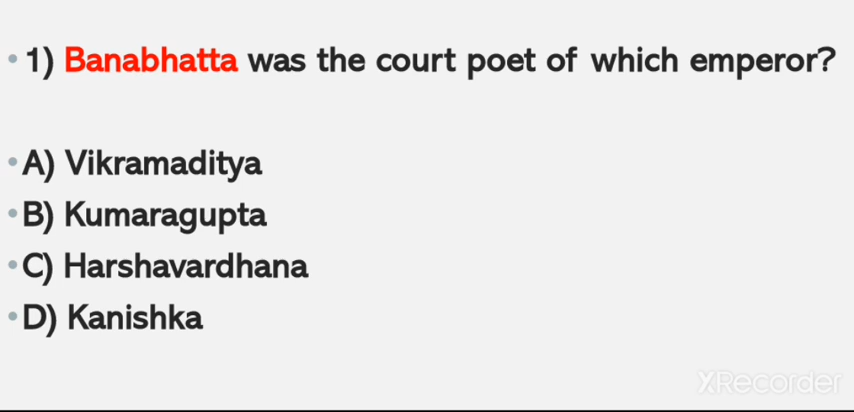 • 1) Banabhatta was the court poet of which emperor?
• A) Vikramaditya
• B) Kumaragupta
• C) Harshavardhana
• D) Kanishka
XRecorder